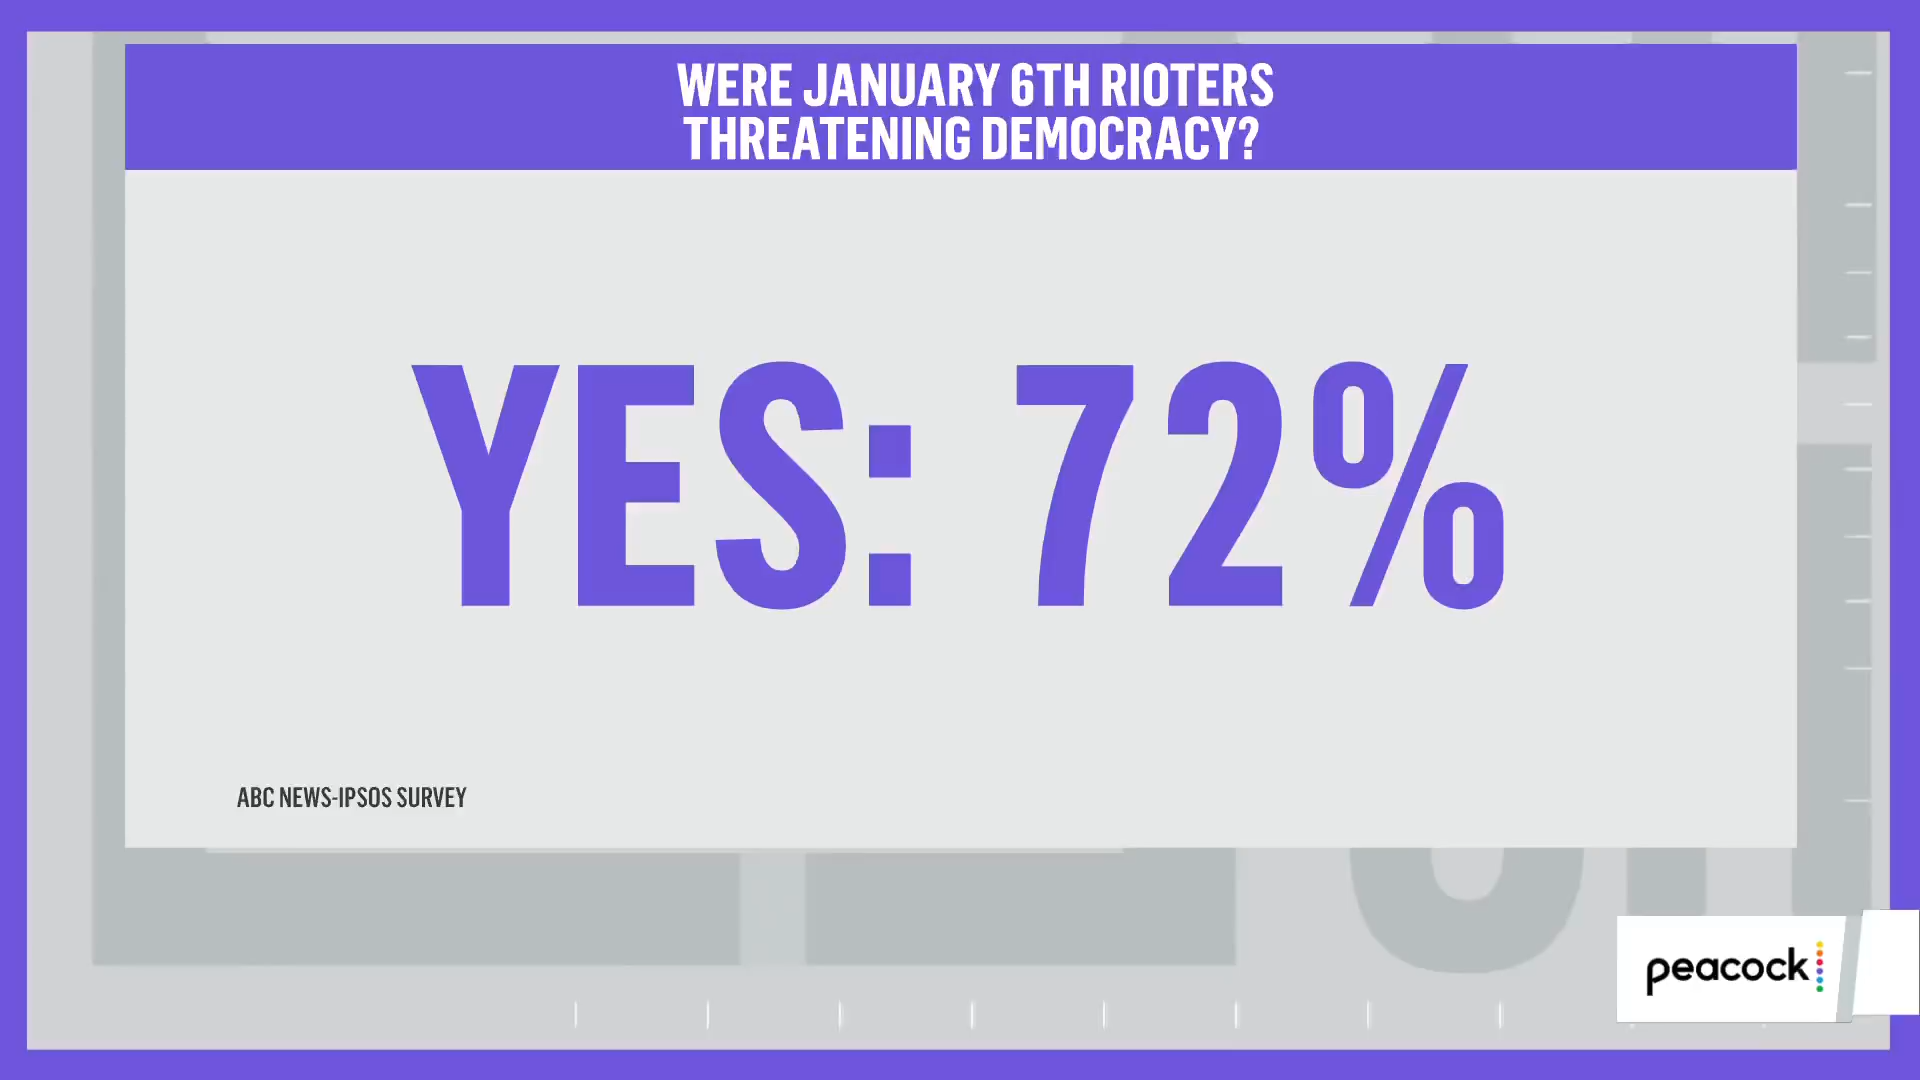 WERE JANUARY 6TH RIOTERS
THREATENING DEMOCRACY?
YES: 72%
ABC NEWS-IPSOS SURVEY
peacock